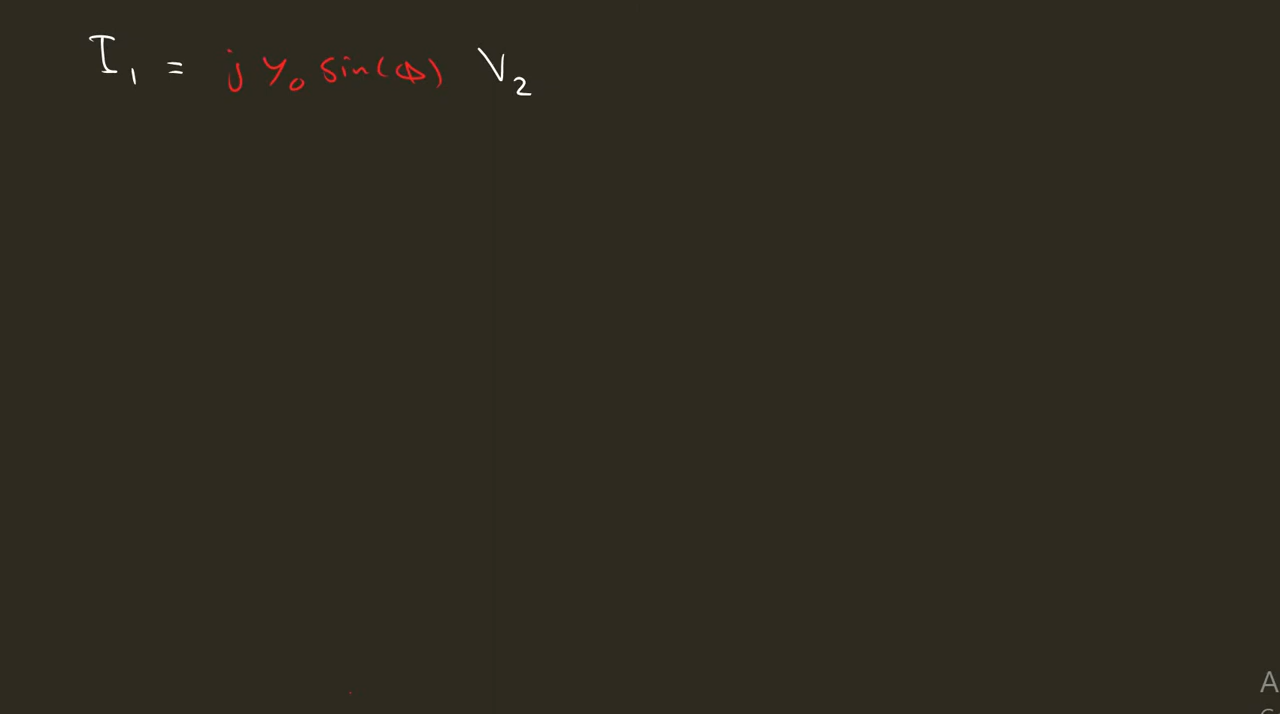 I₁ = j Y₀ sin(Φ) V₂
A